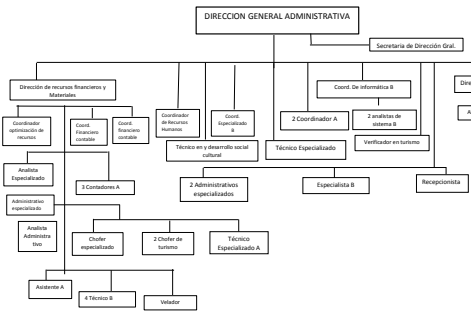 DIRECCION GENERAL ADMINISTRATIVA
Secretaria de Dirección Gral.
Dirección de recursos financieros y
Materiales
Coord. De informática B
Dire
Coordinador
optimización de
recursos
Coord.
Financiero
contable
Coord.
financiero
contable
Coordinador
de Recursos
Humanos
Coord.
Especializado
B
2 Coordinador A
2 analistas de
sistema B
A
Técnico en y desarrollo social
cultural
Técnico Especializado
Verificador en turismo
Analista
Especializado
3 Contadores A
2 Administrativos
especializados
Especialista B
Recepcionista
Administrativo
especializado
Analista
Administra
tivo
Chofer
especializado
2 Chofer de
turismo
Técnico
Especializado A
Asistente A
4 Técnico B
Velador